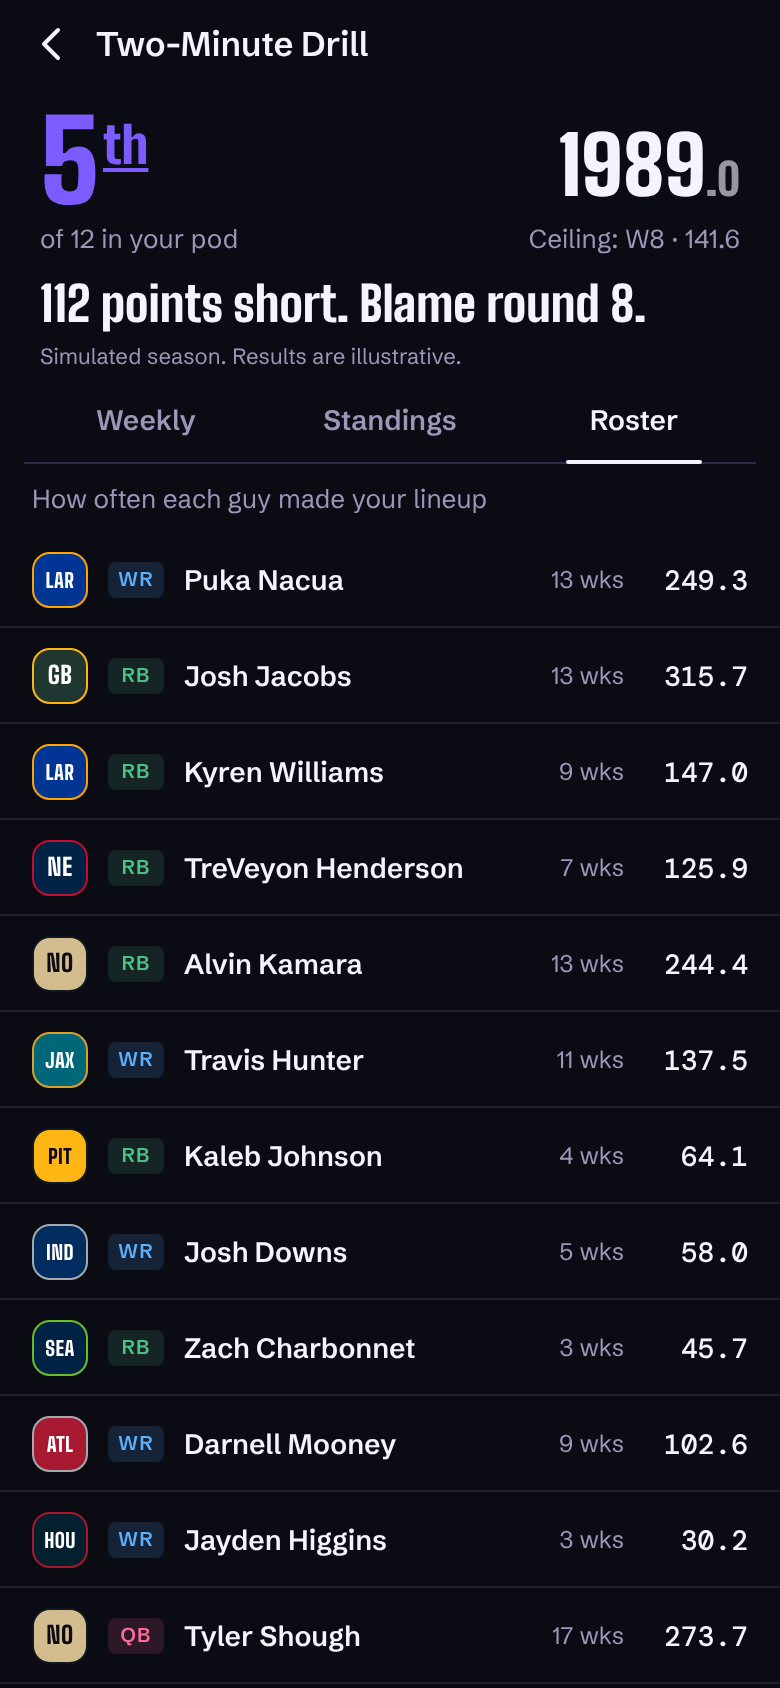 Two-Minute Drill
5th
1989.0
of 12 in your pod
Ceiling: W8 · 141.6
112 points short. Blame round 8.
Simulated season. Results are illustrative.
Weekly Standings Roster
How often each guy made your lineup
LAR WR Puka Nacua 13 wks 249.3
GB RB Josh Jacobs 13 wks 315.7
LAR RB Kyren Williams 9 wks 147.0
NE RB TreVeyon Henderson 7 wks 125.9
NO RB Alvin Kamara 13 wks 244.4
JAX WR Travis Hunter 11 wks 137.5
PIT RB Kaleb Johnson 4 wks 64.1
IND WR Josh Downs 5 wks 58.0
SEA RB Zach Charbonnet 3 wks 45.7
ATL WR Darnell Mooney 9 wks 102.6
HOU WR Jayden Higgins 3 wks 30.2
NO QB Tyler Shough 17 wks 273.7